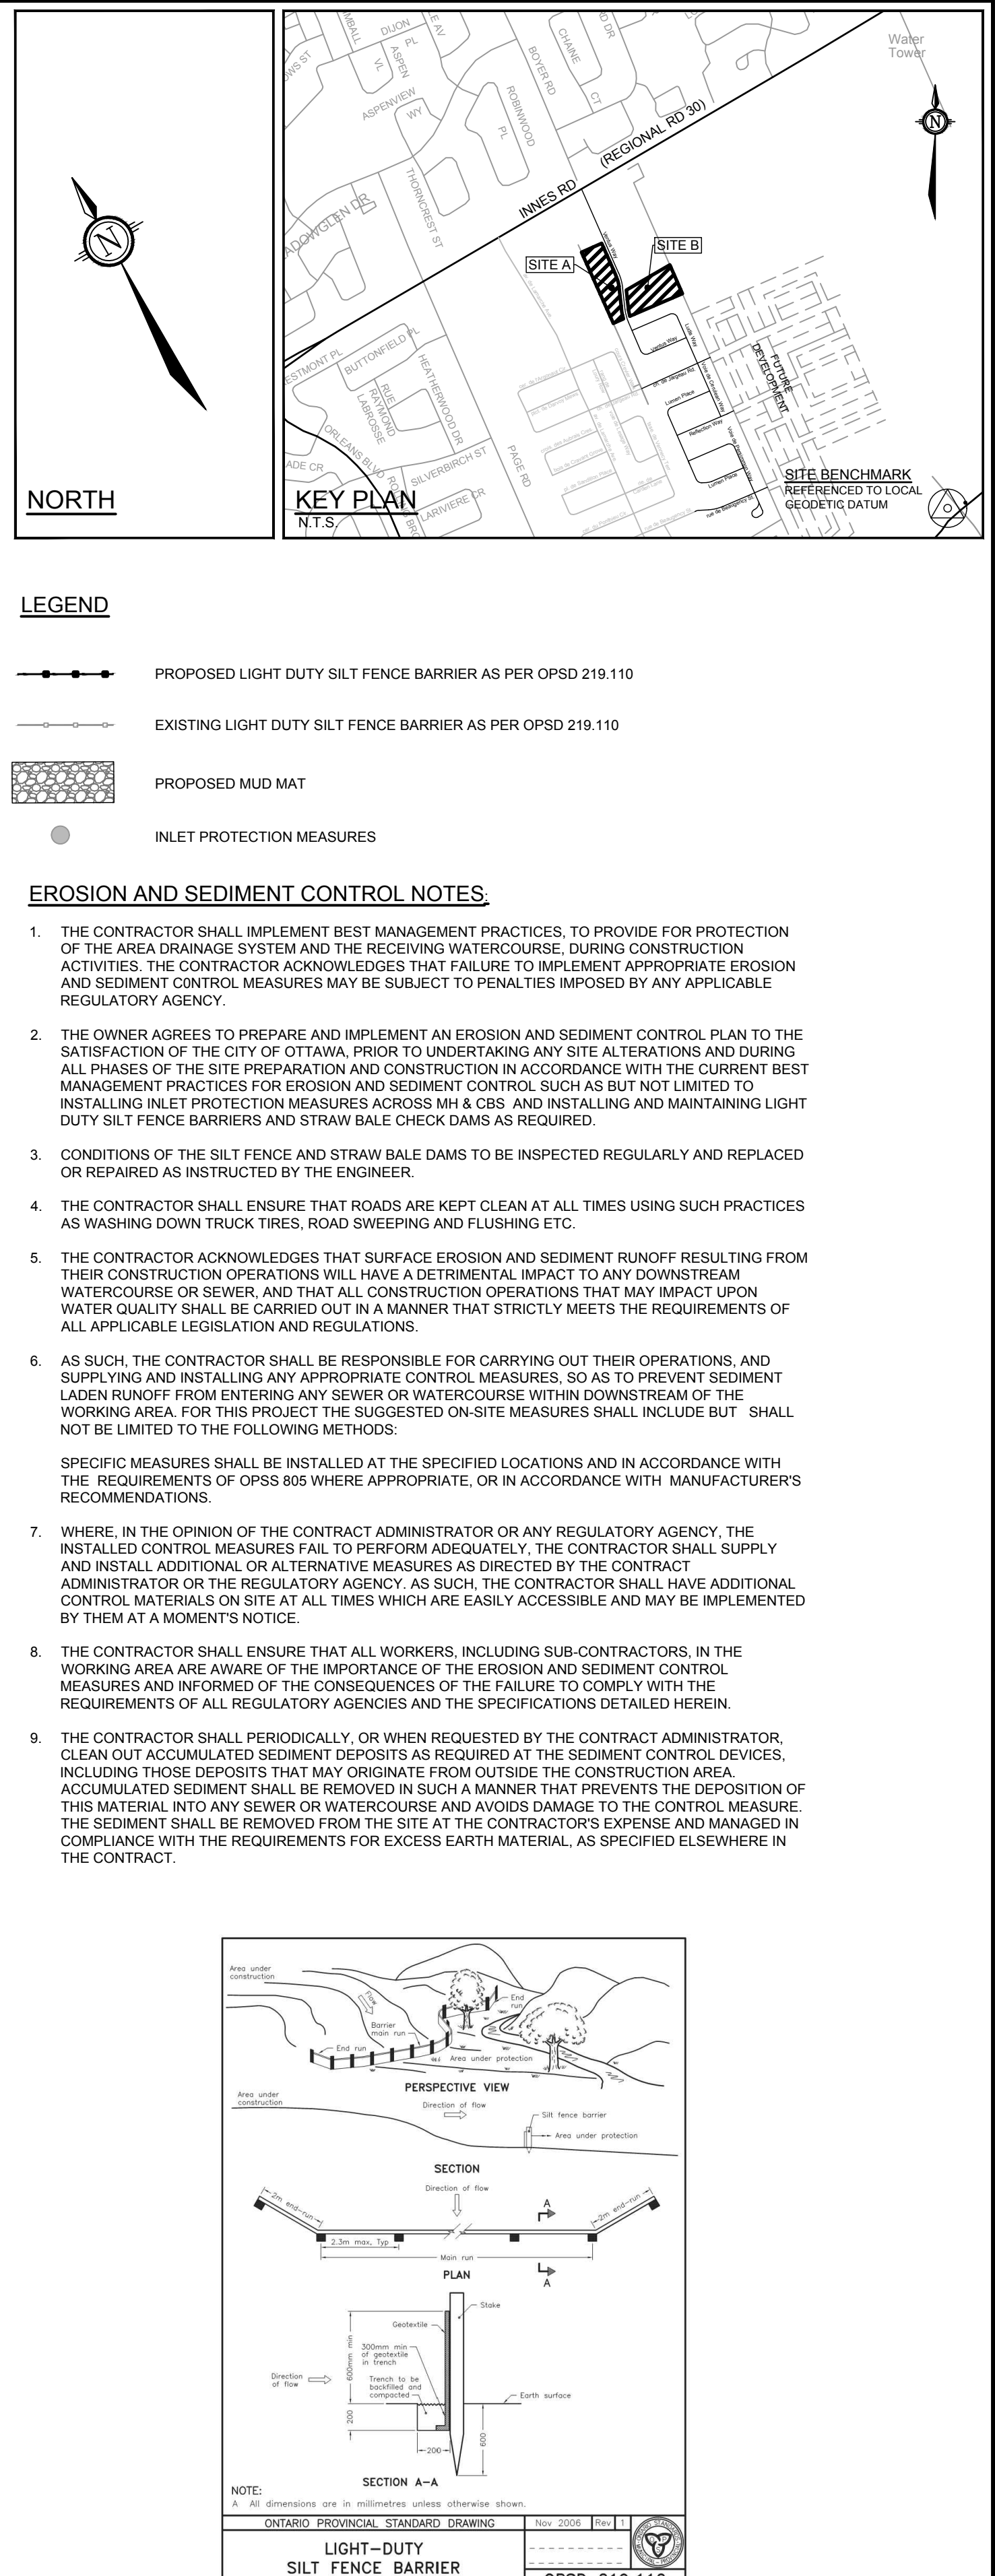 NORTH
Water
Tower
DIJON
PL
ASPEN
VL
ASPENVIEW
WY
BOYER RD
CHAINE
CT
ROBINWOOD
PL
THORNCREST ST
INNES RD
(REGIONAL RD 30)
N
N
SITE A
SITE B
Ventus Way
Ventus Way
BUTTONFIELD PL
HEATHERWOOD DR
RUE
RAYMOND
LABROSSE
ORLEANS BLVD
SILVERBIRCH ST
LARIVIERE CR
ADE CR
PAGE RD
Lumen Place
Reflection Way
Lumen Place
FUTURE
DEVELOPMENT
KEY PLAN
N.T.S.
SITE BENCHMARK
REFERENCED TO LOCAL
GEODETIC DATUM
LEGEND
PROPOSED LIGHT DUTY SILT FENCE BARRIER AS PER OPSD 219.110
EXISTING LIGHT DUTY SILT FENCE BARRIER AS PER OPSD 219.110
PROPOSED MUD MAT
INLET PROTECTION MEASURES
EROSION AND SEDIMENT CONTROL NOTES:
1. THE CONTRACTOR SHALL IMPLEMENT BEST MANAGEMENT PRACTICES, TO PROVIDE FOR PROTECTION
OF THE AREA DRAINAGE SYSTEM AND THE RECEIVING WATERCOURSE, DURING CONSTRUCTION
ACTIVITIES. THE CONTRACTOR ACKNOWLEDGES THAT FAILURE TO IMPLEMENT APPROPRIATE EROSION
AND SEDIMENT C0NTROL MEASURES MAY BE SUBJECT TO PENALTIES IMPOSED BY ANY APPLICABLE
REGULATORY AGENCY.
2. THE OWNER AGREES TO PREPARE AND IMPLEMENT AN EROSION AND SEDIMENT CONTROL PLAN TO THE
SATISFACTION OF THE CITY OF OTTAWA, PRIOR TO UNDERTAKING ANY SITE ALTERATIONS AND DURING
ALL PHASES OF THE SITE PREPARATION AND CONSTRUCTION IN ACCORDANCE WITH THE CURRENT BEST
MANAGEMENT PRACTICES FOR EROSION AND SEDIMENT CONTROL SUCH AS BUT NOT LIMITED TO
INSTALLING INLET PROTECTION MEASURES ACROSS MH & CBS AND INSTALLING AND MAINTAINING LIGHT
DUTY SILT FENCE BARRIERS AND STRAW BALE CHECK DAMS AS REQUIRED.
3. CONDITIONS OF THE SILT FENCE AND STRAW BALE DAMS TO BE INSPECTED REGULARLY AND REPLACED
OR REPAIRED AS INSTRUCTED BY THE ENGINEER.
4. THE CONTRACTOR SHALL ENSURE THAT ROADS ARE KEPT CLEAN AT ALL TIMES USING SUCH PRACTICES
AS WASHING DOWN TRUCK TIRES, ROAD SWEEPING AND FLUSHING ETC.
5. THE CONTRACTOR ACKNOWLEDGES THAT SURFACE EROSION AND SEDIMENT RUNOFF RESULTING FROM
THEIR CONSTRUCTION OPERATIONS WILL HAVE A DETRIMENTAL IMPACT TO ANY DOWNSTREAM
WATERCOURSE OR SEWER, AND THAT ALL CONSTRUCTION OPERATIONS THAT MAY IMPACT UPON
WATER QUALITY SHALL BE CARRIED OUT IN A MANNER THAT STRICTLY MEETS THE REQUIREMENTS OF
ALL APPLICABLE LEGISLATION AND REGULATIONS.
6. AS SUCH, THE CONTRACTOR SHALL BE RESPONSIBLE FOR CARRYING OUT THEIR OPERATIONS, AND
SUPPLYING AND INSTALLING ANY APPROPRIATE CONTROL MEASURES, SO AS TO PREVENT SEDIMENT
LADEN RUNOFF FROM ENTERING ANY SEWER OR WATERCOURSE WITHIN DOWNSTREAM OF THE
WORKING AREA. FOR THIS PROJECT THE SUGGESTED ON-SITE MEASURES SHALL INCLUDE BUT SHALL
NOT BE LIMITED TO THE FOLLOWING METHODS:
SPECIFIC MEASURES SHALL BE INSTALLED AT THE SPECIFIED LOCATIONS AND IN ACCORDANCE WITH
THE REQUIREMENTS OF OPSS 805 WHERE APPROPRIATE, OR IN ACCORDANCE WITH MANUFACTURER'S
RECOMMENDATIONS.
7. WHERE, IN THE OPINION OF THE CONTRACT ADMINISTRATOR OR ANY REGULATORY AGENCY, THE
INSTALLED CONTROL MEASURES FAIL TO PERFORM ADEQUATELY, THE CONTRACTOR SHALL SUPPLY
AND INSTALL ADDITIONAL OR ALTERNATIVE MEASURES AS DIRECTED BY THE CONTRACT
ADMINISTRATOR OR THE REGULATORY AGENCY. AS SUCH, THE CONTRACTOR SHALL HAVE ADDITIONAL
CONTROL MATERIALS ON SITE AT ALL TIMES WHICH ARE EASILY ACCESSIBLE AND MAY BE IMPLEMENTED
BY THEM AT A MOMENT'S NOTICE.
8. THE CONTRACTOR SHALL ENSURE THAT ALL WORKERS, INCLUDING SUB-CONTRACTORS, IN THE
WORKING AREA ARE AWARE OF THE IMPORTANCE OF THE EROSION AND SEDIMENT CONTROL
MEASURES AND INFORMED OF THE CONSEQUENCES OF THE FAILURE TO COMPLY WITH THE
REQUIREMENTS OF ALL REGULATORY AGENCIES AND THE SPECIFICATIONS DETAILED HEREIN.
9. THE CONTRACTOR SHALL PERIODICALLY, OR WHEN REQUESTED BY THE CONTRACT ADMINISTRATOR,
CLEAN OUT ACCUMULATED SEDIMENT DEPOSITS AS REQUIRED AT THE SEDIMENT CONTROL DEVICES,
INCLUDING THOSE DEPOSITS THAT MAY ORIGINATE FROM OUTSIDE THE CONSTRUCTION AREA.
ACCUMULATED SEDIMENT SHALL BE REMOVED IN SUCH A MANNER THAT PREVENTS THE DEPOSITION OF
THIS MATERIAL INTO ANY SEWER OR WATERCOURSE AND AVOIDS DAMAGE TO THE CONTROL MEASURE.
THE SEDIMENT SHALL BE REMOVED FROM THE SITE AT THE CONTRACTOR'S EXPENSE AND MANAGED IN
COMPLIANCE WITH THE REQUIREMENTS FOR EXCESS EARTH MATERIAL, AS SPECIFIED ELSEWHERE IN
THE CONTRACT.
Area under
construction
Flow
End
run
Barrier
main run
End run
Area under protection
PERSPECTIVE VIEW
Area under
construction
Direction of flow
Silt fence barrier
Area under protection
SECTION
Direction of flow
2m end-run
A
2m end-run
2.3m max, Typ
Main run
A
PLAN
Stake
Geotextile
600mm min
300mm min
of geotextile
in trench
Direction
of flow
Trench to be
backfilled and
compacted
Earth surface
200
200
600
SECTION A-A
NOTE:
A All dimensions are in millimetres unless otherwise shown.
ONTARIO PROVINCIAL STANDARD DRAWING
Nov 2006
Rev
1
LIGHT-DUTY
SILT FENCE BARRIER